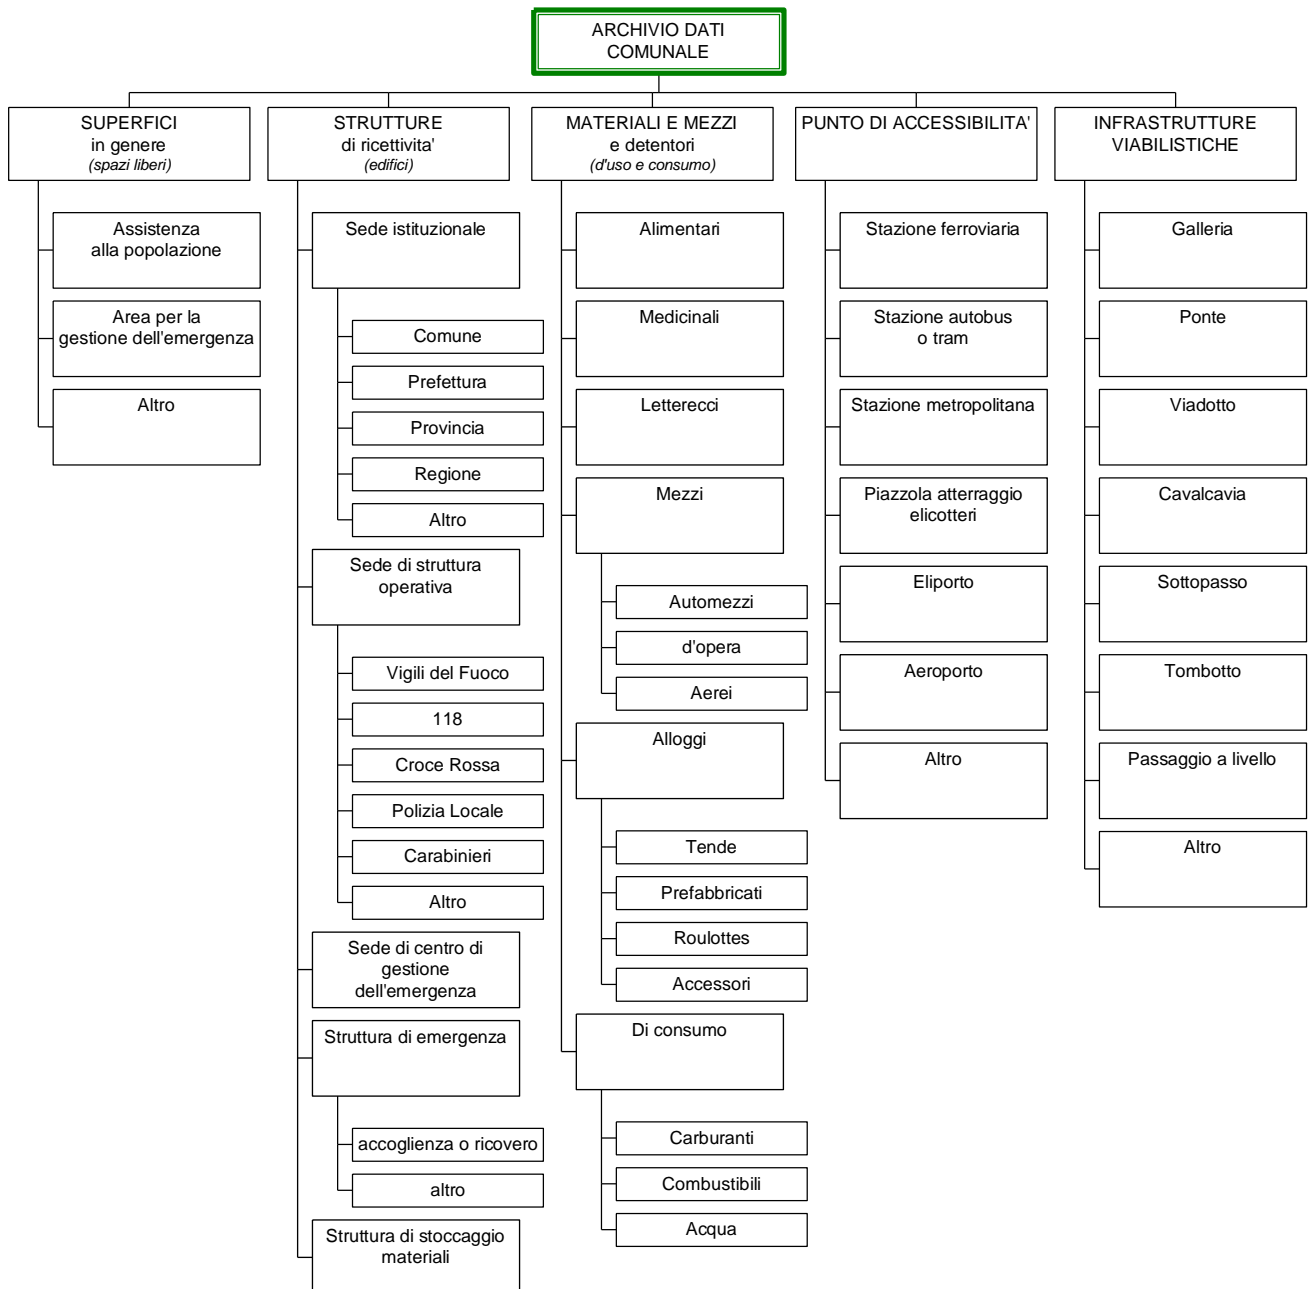 ARCHIVIO DATI
COMUNALE
SUPERFICI
in genere
(spazi liberi)
Assistenza
alla popolazione
Area per la
gestione dell'emergenza
Altro
STRUTTURE
di ricettivita'
(edifici)
Sede istituzionale
Comune
Prefettura
Provincia
Regione
Altro
Sede di struttura
operativa
Vigili del Fuoco
118
Croce Rossa
Polizia Locale
Carabinieri
Altro
Sede di centro di
gestione
dell'emergenza
Struttura di emergenza
accoglienza o ricovero
altro
Struttura di stoccaggio
materiali
MATERIALI E MEZZI
e detentori
(d'uso e consumo)
Alimentari
Medicinali
Letterecci
Mezzi
Automezzi
d'opera
Aerei
Alloggi
Tende
Prefabbricati
Roulottes
Accessori
Di consumo
Carburanti
Combustibili
Acqua
PUNTO DI ACCESSIBILITA'
Stazione ferroviaria
Stazione autobus
o tram
Stazione metropolitana
Piazzola atterraggio
elicotteri
Eliporto
Aeroporto
Altro
INFRASTRUTTURE
VIABILISTICHE
Galleria
Ponte
Viadotto
Cavalcavia
Sottopasso
Tombotto
Passaggio a livello
Altro